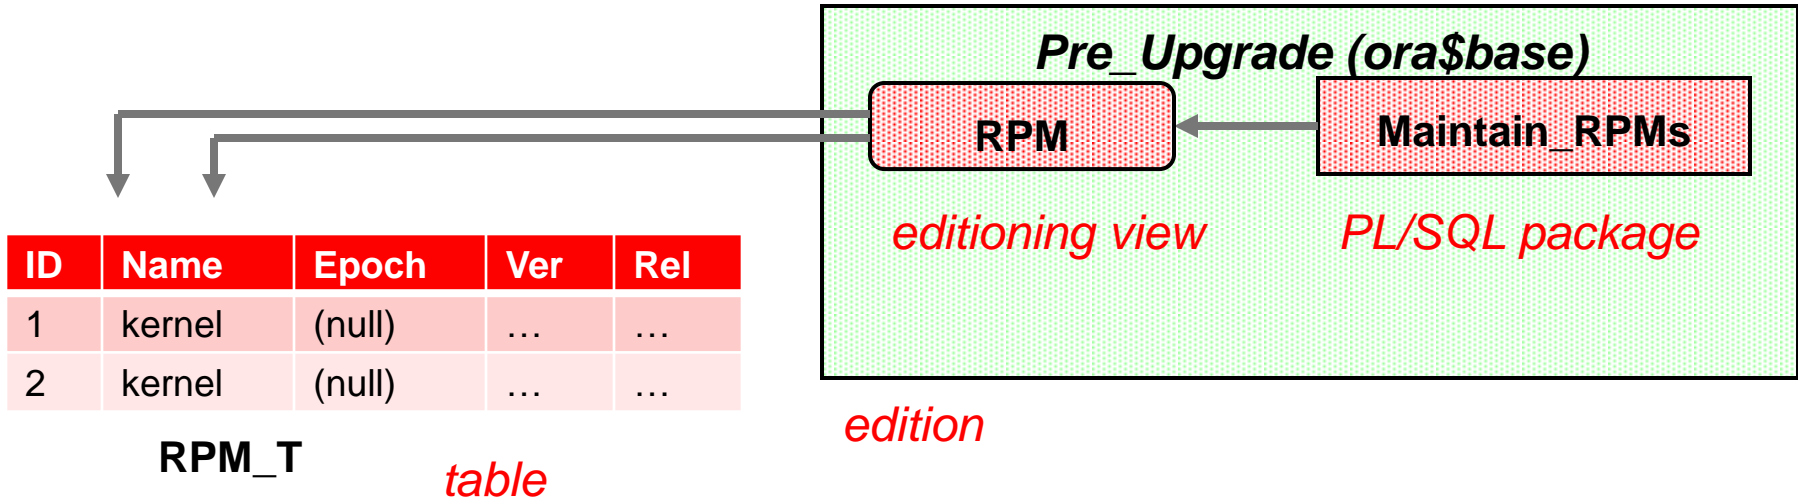 Pre_Upgrade (ora$base)
RPM
Maintain_RPMs
editioning view
PL/SQL package
edition
ID Name Epoch Ver Rel
1 kernel (null) … …
2 kernel (null) … …
RPM_T
table